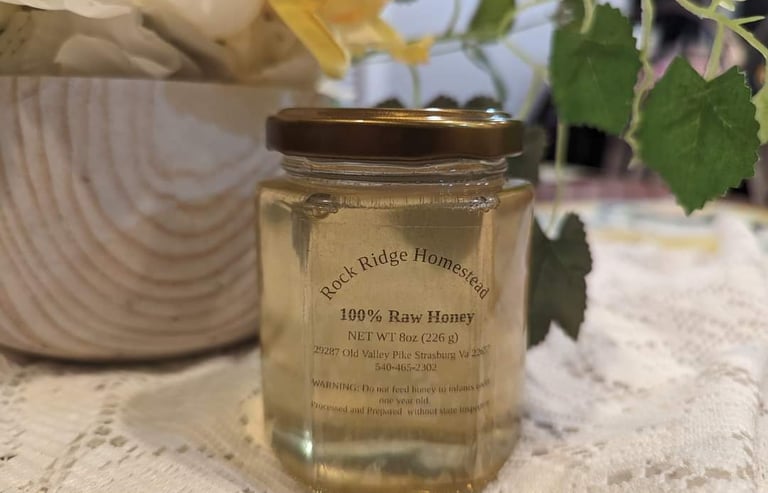 Rock Ridge Homestead
100% Raw Honey
NET WT 8oz (226 g)
29287 Old Valley Pike Strasburg Va
540-465-2302
WARNING: Do not feed honey to infants
one year old.
Processed and Prepared without state